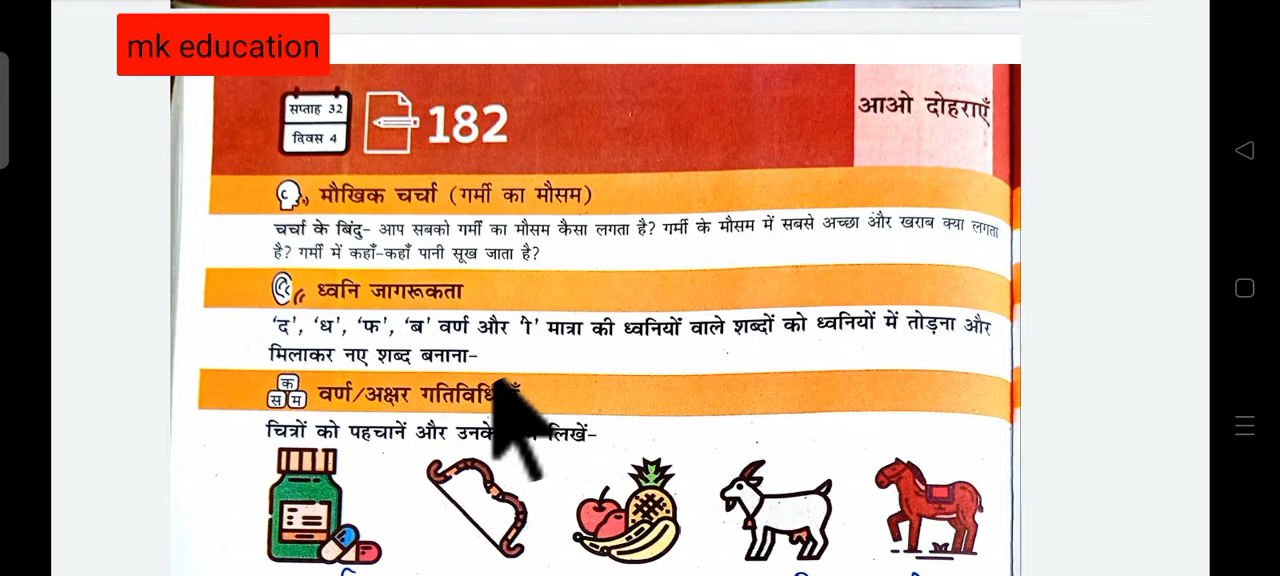 mk education
सप्ताह 32
दिवस 4
182
आओ दोहराएँ
मौखिक चर्चा (गर्मी का मौसम)
चर्चा के बिंदु- आप सबको गर्मी का मौसम कैसा लगता है? गर्मी के मौसम में सबसे अच्छा और खराब क्या लगता
है? गर्मी में कहाँ-कहाँ पानी सूख जाता है?
ध्वनि जागरूकता
'द', 'ध', 'फ', 'ब' वर्ण और 'ो' मात्रा की ध्वनियों वाले शब्दों को ध्वनियों में तोड़ना और
मिलाकर नए शब्द बनाना-
क
स म
वर्ण/अक्षर
चित्रों को पहचानें और उनके लिखें-